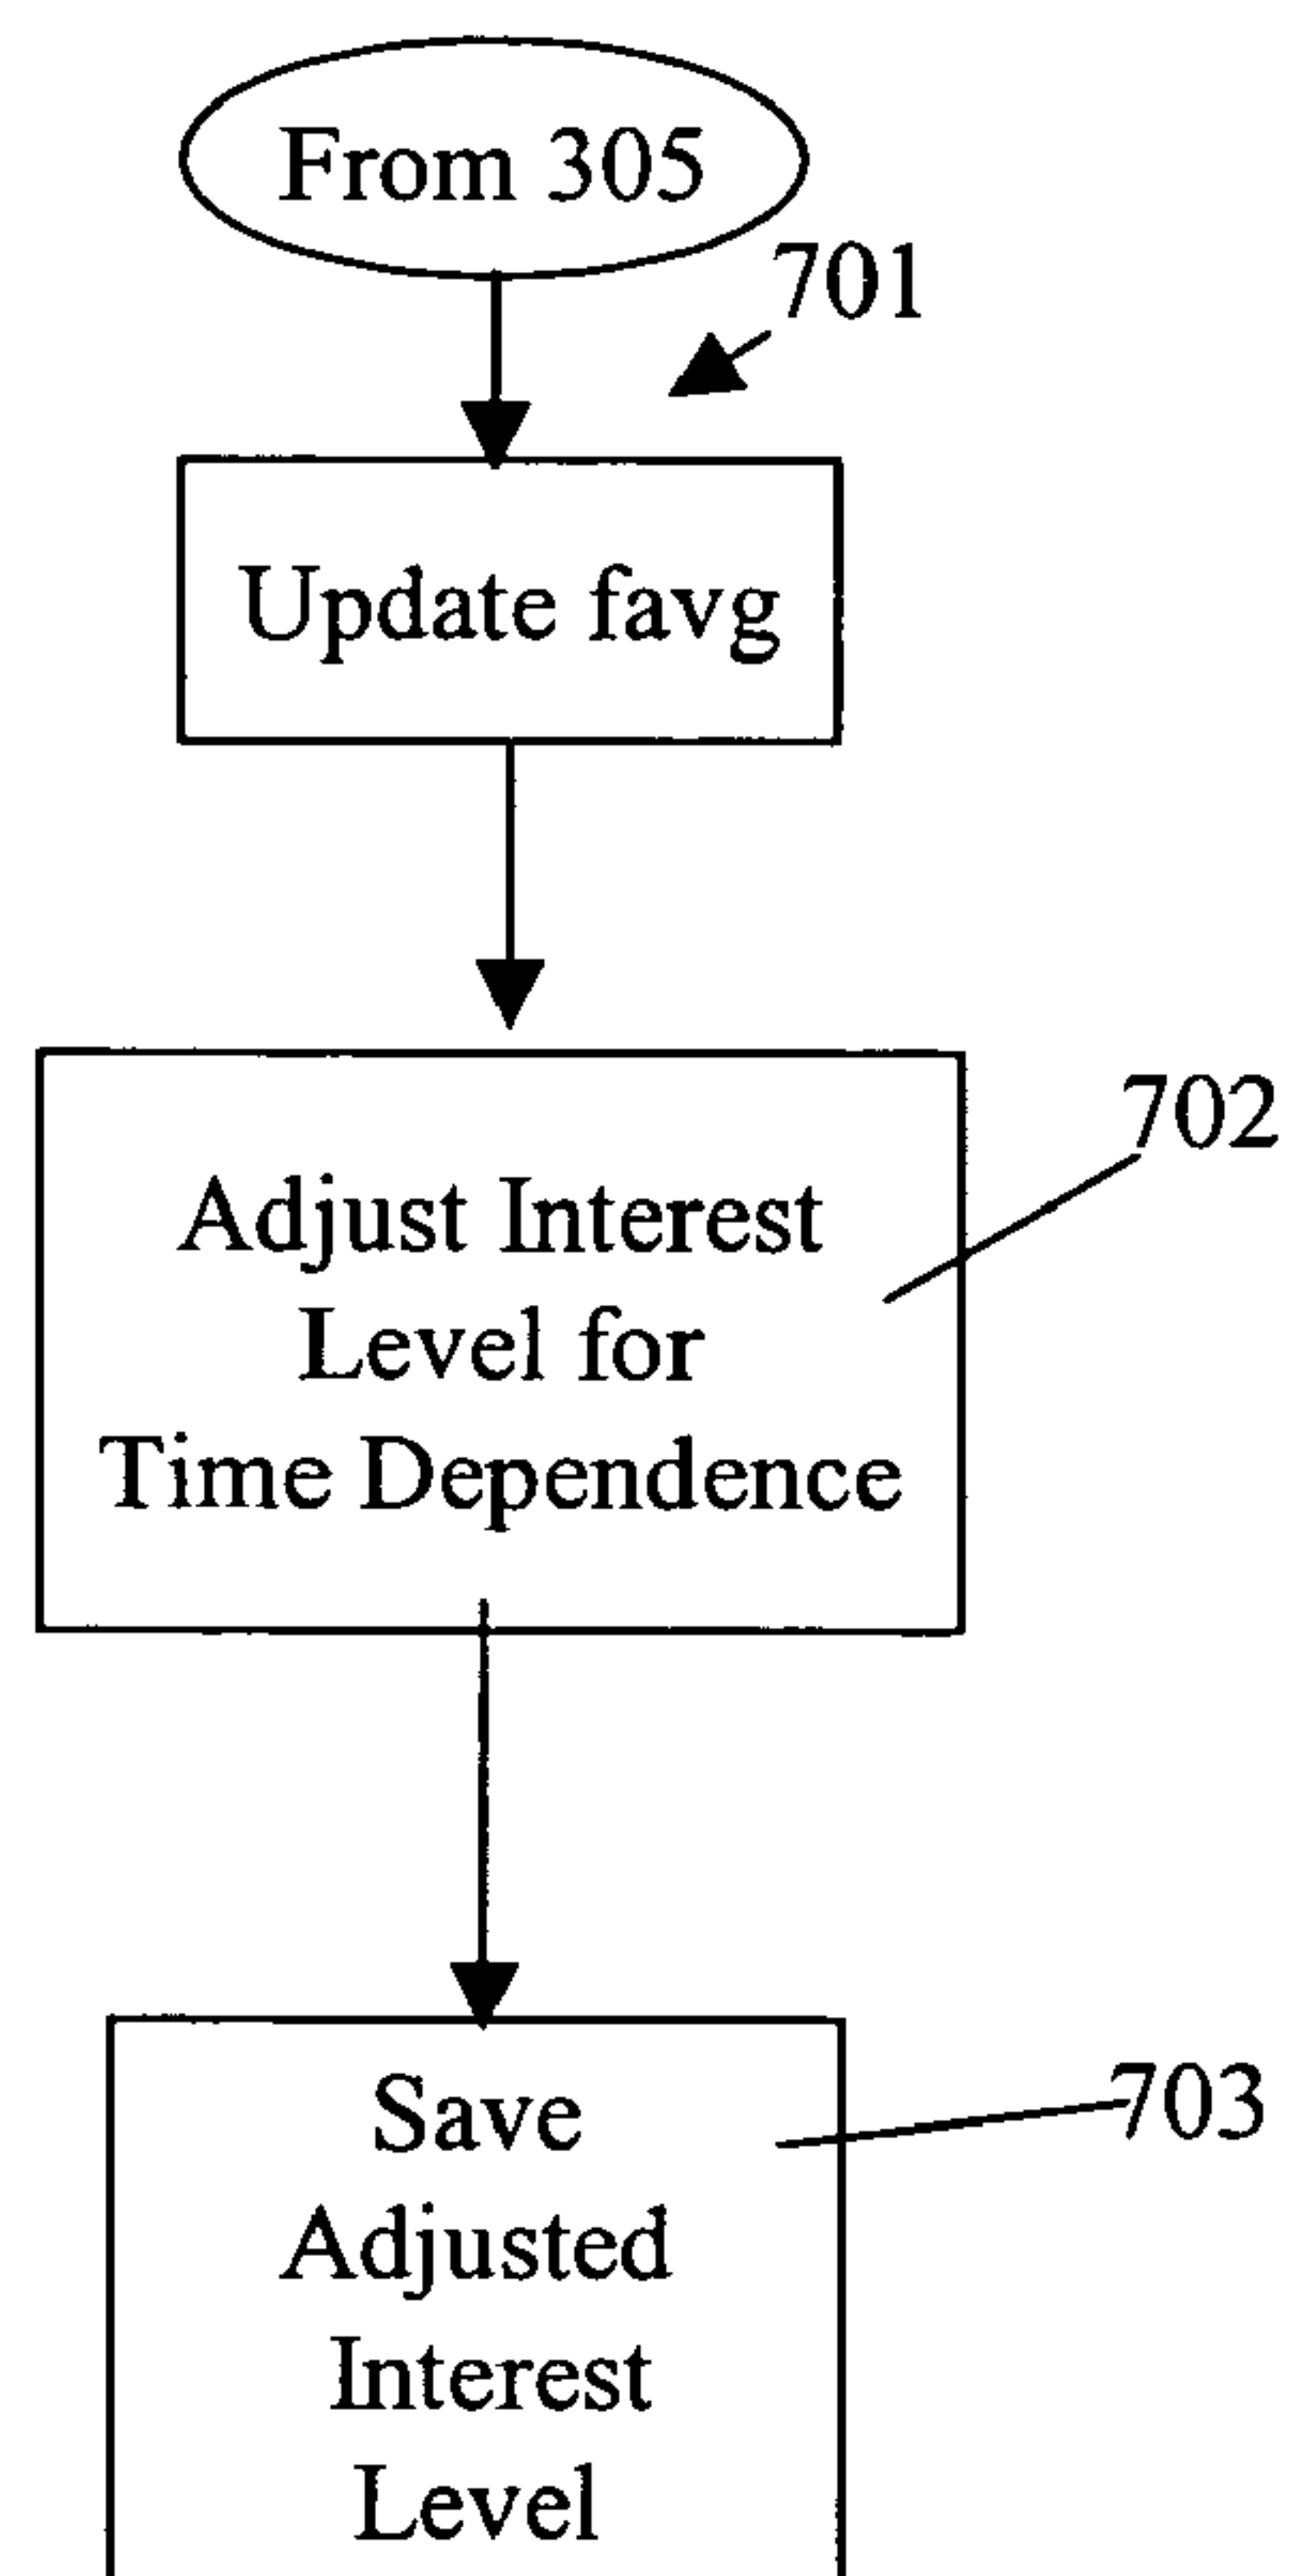 From 305
701
Update favg
702
Adjust Interest
Level for
Time Dependence
703
Save
Adjusted
Interest
Level